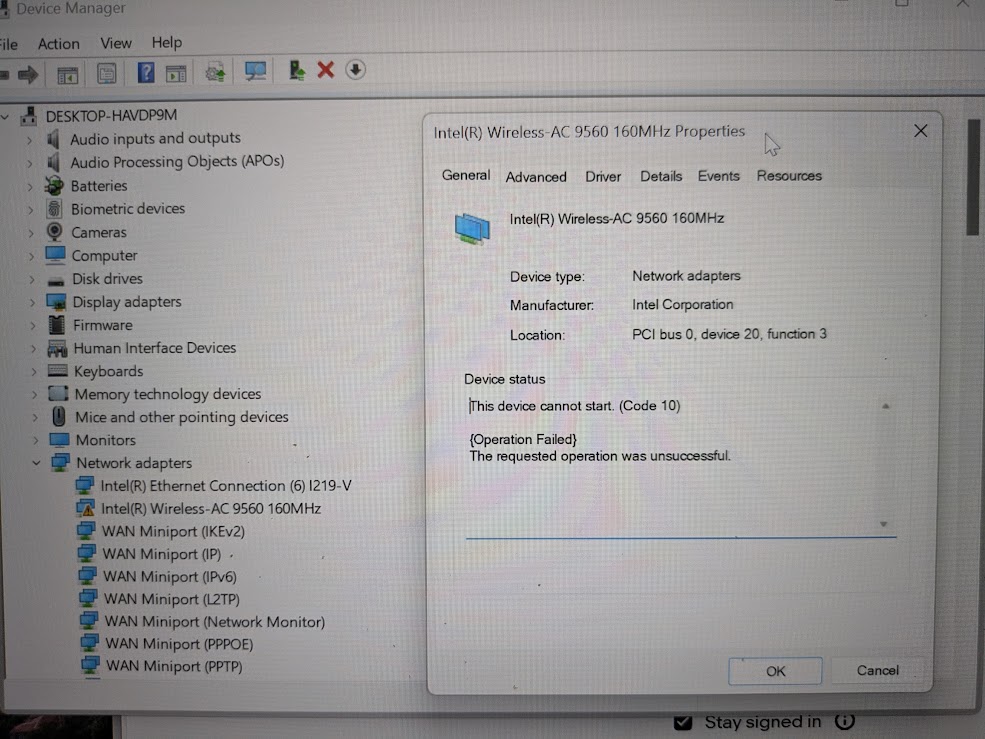 Device Manager
File Action View Help
DESKTOP-HAVDP9M
Audio inputs and outputs
Audio Processing Objects (APOs)
Batteries
Biometric devices
Cameras
Computer
Disk drives
Display adapters
Firmware
Human Interface Devices
Keyboards
Memory technology devices
Mice and other pointing devices
Monitors
Network adapters
Intel(R) Ethernet Connection (6) I219-V
Intel(R) Wireless-AC 9560 160MHz
WAN Miniport (IKEv2)
WAN Miniport (IP)
WAN Miniport (IPv6)
WAN Miniport (L2TP)
WAN Miniport (Network Monitor)
WAN Miniport (PPPOE)
WAN Miniport (PPTP)
Intel(R) Wireless-AC 9560 160MHz Properties
General Advanced Driver Details Events Resources
Intel(R) Wireless-AC 9560 160MHz
Device type: Network adapters
Manufacturer: Intel Corporation
Location: PCI bus 0, device 20, function 3
Device status
This device cannot start. (Code 10)
{Operation Failed}
The requested operation was unsuccessful.
OK Cancel
Stay signed in